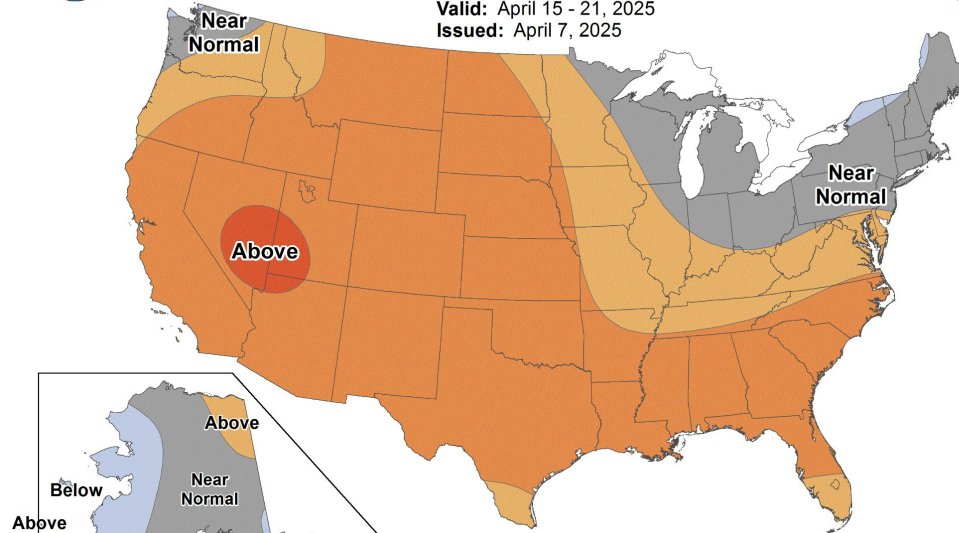 Valid: April 15 - 21, 2025
Issued: April 7, 2025
Near
Normal
Near
Normal
Above
Above
Near
Normal
Below
Above